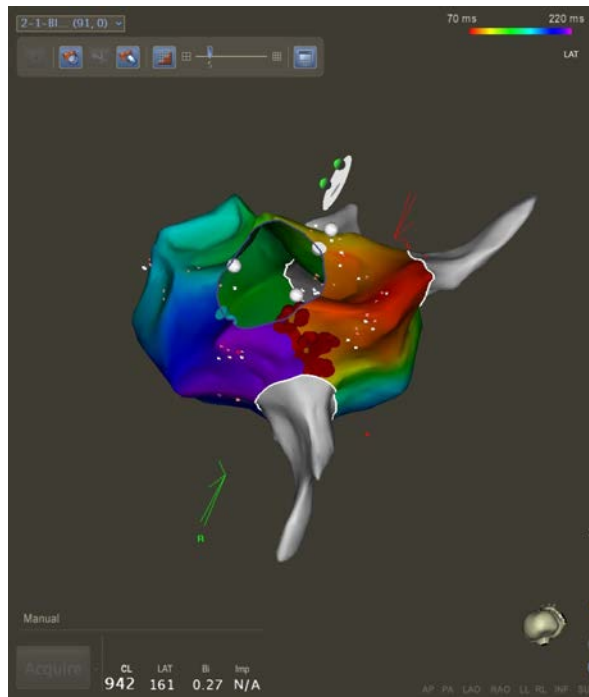 2-1-Bl... (91, 0)
70 ms
220 ms
LAT
5
R
Manual
Acquire
CL LAT Bi Imp
942 161 0.27 N/A
AP PA LAO RAO LL RL INF